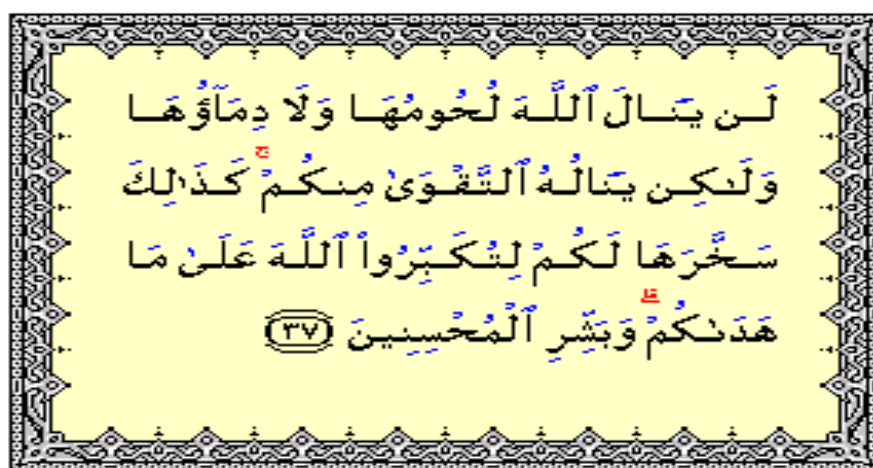 لَن يَنَالَ ٱللَّهَ لُحُومُهَا وَلَا دِمَآؤُهَا
وَلَٰكِن يَنَالُهُ ٱلتَّقْوَىٰ مِنكُمْ ۚ كَذَٰلِكَ
سَخَّرَهَا لَكُمْ لِتُكَبِّرُوا۟ ٱللَّهَ عَلَىٰ مَا
هَدَىٰكُمْ ۗ وَبَشِّرِ ٱلْمُحْسِنِينَ ﴿٣٧﴾